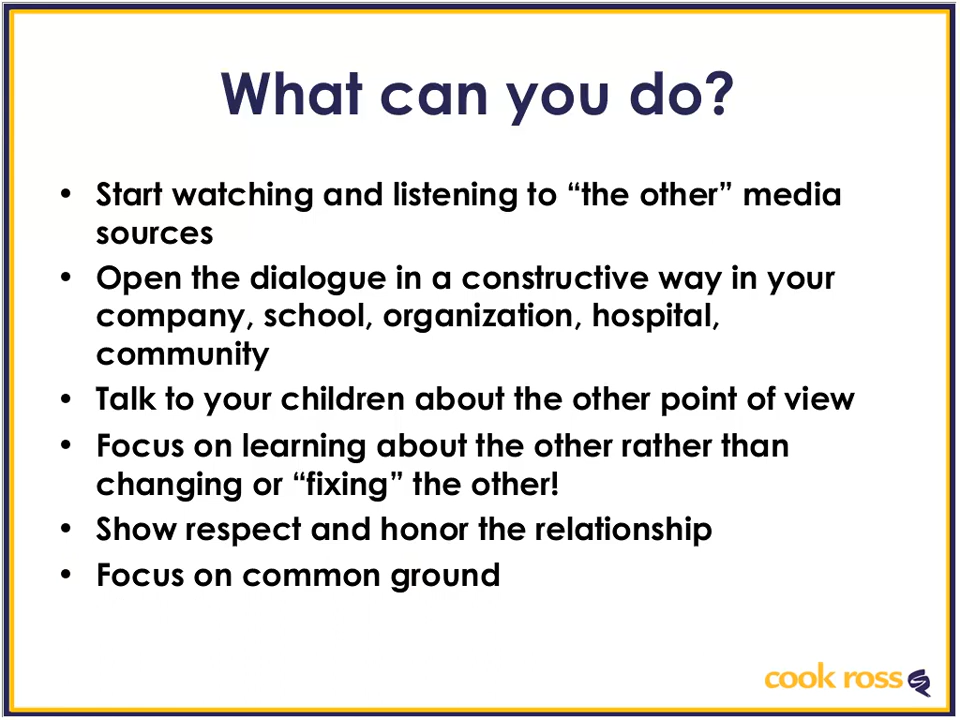 What can you do?
• Start watching and listening to “the other” media
sources
• Open the dialogue in a constructive way in your
company, school, organization, hospital,
community
• Talk to your children about the other point of view
• Focus on learning about the other rather than
changing or “fixing” the other!
• Show respect and honor the relationship
• Focus on common ground
cook ross